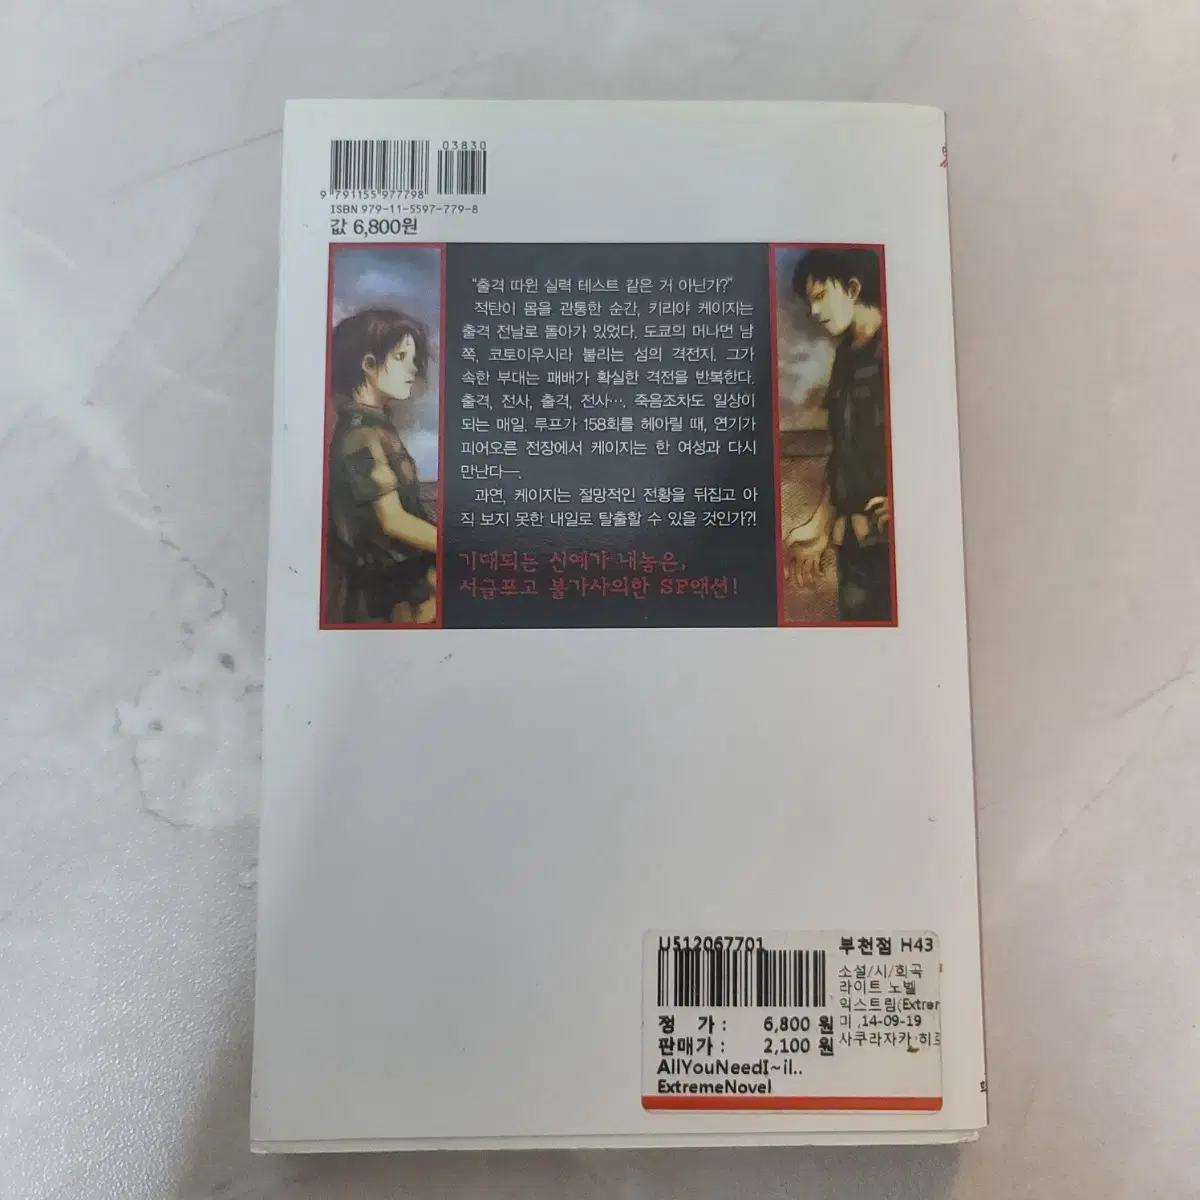 03830
9 791155 977798
ISBN 979-11-5597-779-8
값 6,800원
"출격 따윈 실력 테스트 같은 거 아닌가?"
적탄이 몸을 관통한 순간, 키리야 케이지는
출격 전날로 돌아가 있었다. 도쿄의 머나먼 남
쪽, 코토이우시라 불리는 섬의 격전지. 그가
속한 부대는 패배가 확실한 격전을 반복한다.
출격, 전사, 출격, 전사…. 죽음조차도 일상이
되는 매일. 루프가 158회를 헤아릴 때, 연기가
피어오른 전장에서 케이지는 한 여성과 다시
만난다—.
과연, 케이지는 절망적인 전황을 뒤집고 아
직 보지 못한 내일로 탈출할 수 있을 것인가?!
기대되는 신예가 내놓은,
서글프고 불가사의한 SF액션!
U512067701
부천점 H43
소설/시/희곡
라이트 노벨
익스트림(Extrem
미 ,14-09-19
사쿠라자카·히로
정 가 : 6,800 원
판매가 : 2,100 원
AllYouNeedI~il..
ExtremeNovel